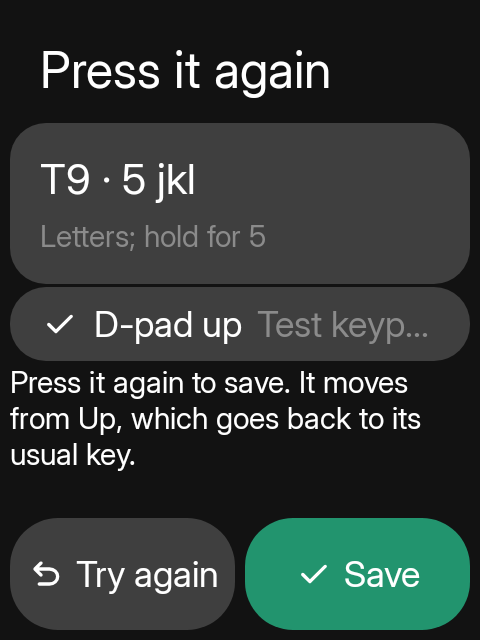 Press it again
T9 · 5 jkl
Letters; hold for 5
D-pad up Test keyp...
Press it again to save. It moves
from Up, which goes back to its
usual key.
Try again
Save